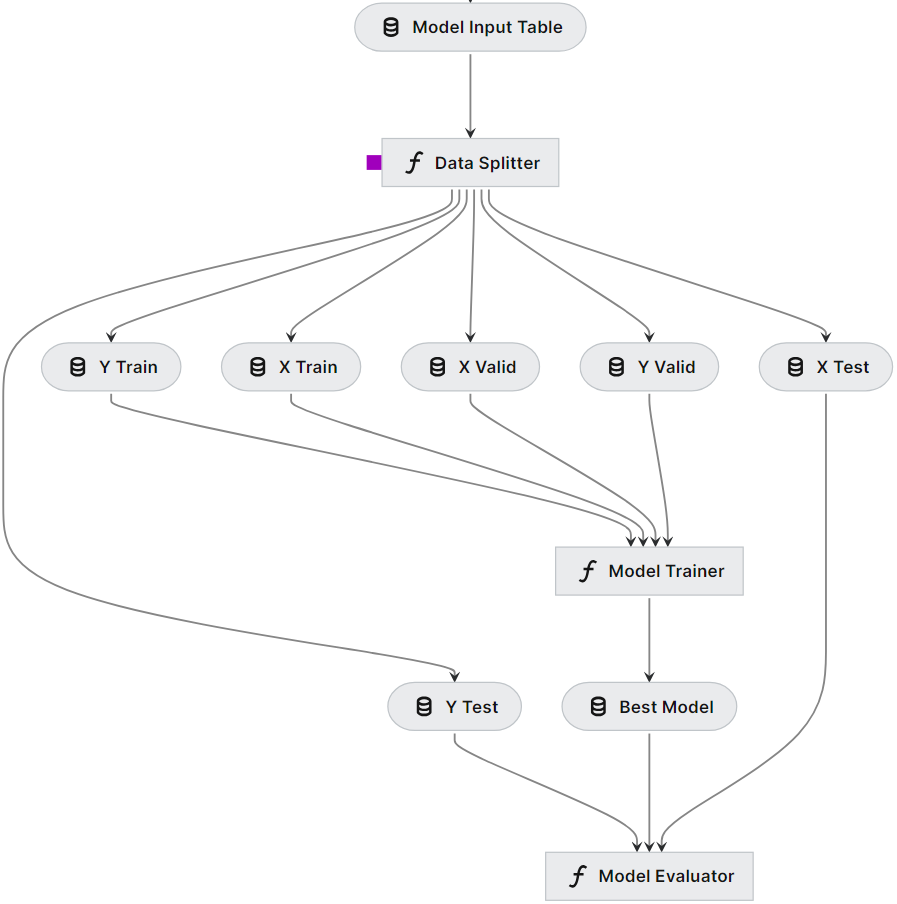 Model Input Table
Data Splitter
Y Train
X Train
X Valid
Y Valid
X Test
Model Trainer
Y Test
Best Model
Model Evaluator